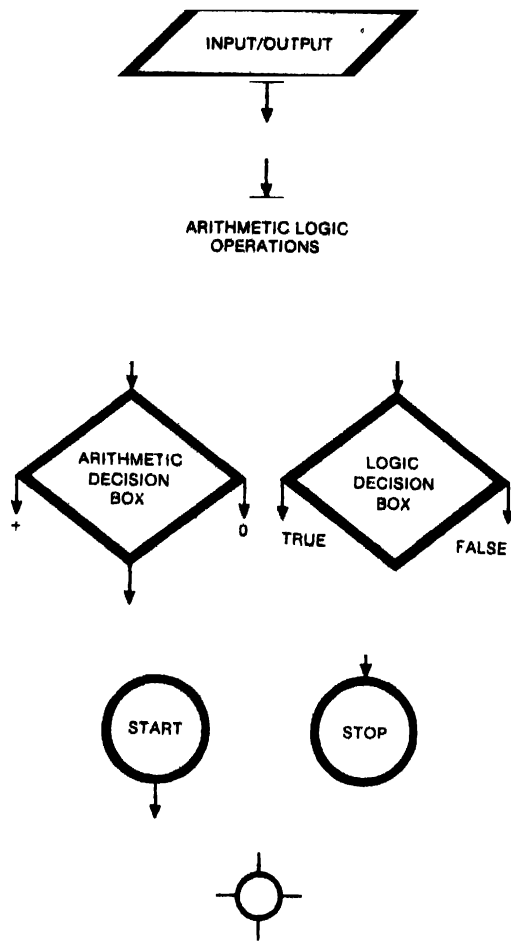 INPUT/OUTPUT
ARITHMETIC LOGIC
OPERATIONS
ARITHMETIC
DECISION
BOX
+
0
LOGIC
DECISION
BOX
TRUE
FALSE
START
STOP